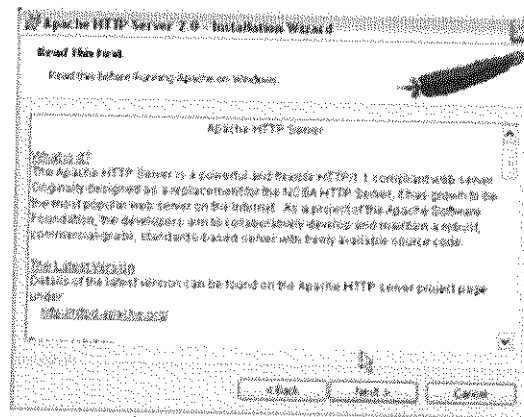 Apache HTTP Server 2.0 - Installation Wizard
Read This First
Read this before Running Apache on Windows.
Apache HTTP Server
What is it?
The Apache HTTP Server is a powerful and flexible HTTP/1.1 compliant web server.
Originally designed as a replacement for the NCSA HTTP Server, it has grown to be
the most popular web server on the Internet. As a project of the Apache Software
Foundation, the developers aim to collaboratively develop and maintain a robust,
commercial-grade, standards-based server with freely available source code.
The Latest Version
Details of the latest version can be found on the Apache HTTP server project page
under
http://httpd.apache.org/
< Back
Next >
Cancel